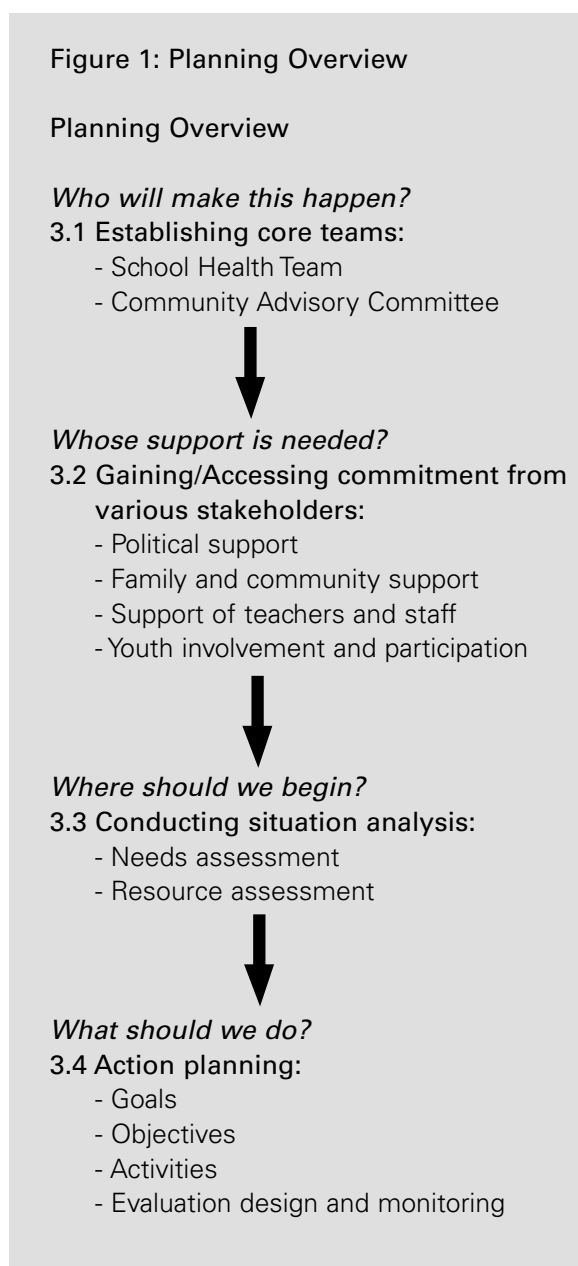 Figure 1: Planning Overview
Planning Overview
Who will make this happen?
3.1 Establishing core teams:
- School Health Team
- Community Advisory Committee
Whose support is needed?
3.2 Gaining/Accessing commitment from
various stakeholders:
- Political support
- Family and community support
- Support of teachers and staff
- Youth involvement and participation
Where should we begin?
3.3 Conducting situation analysis:
- Needs assessment
- Resource assessment
What should we do?
3.4 Action planning:
- Goals
- Objectives
- Activities
- Evaluation design and monitoring